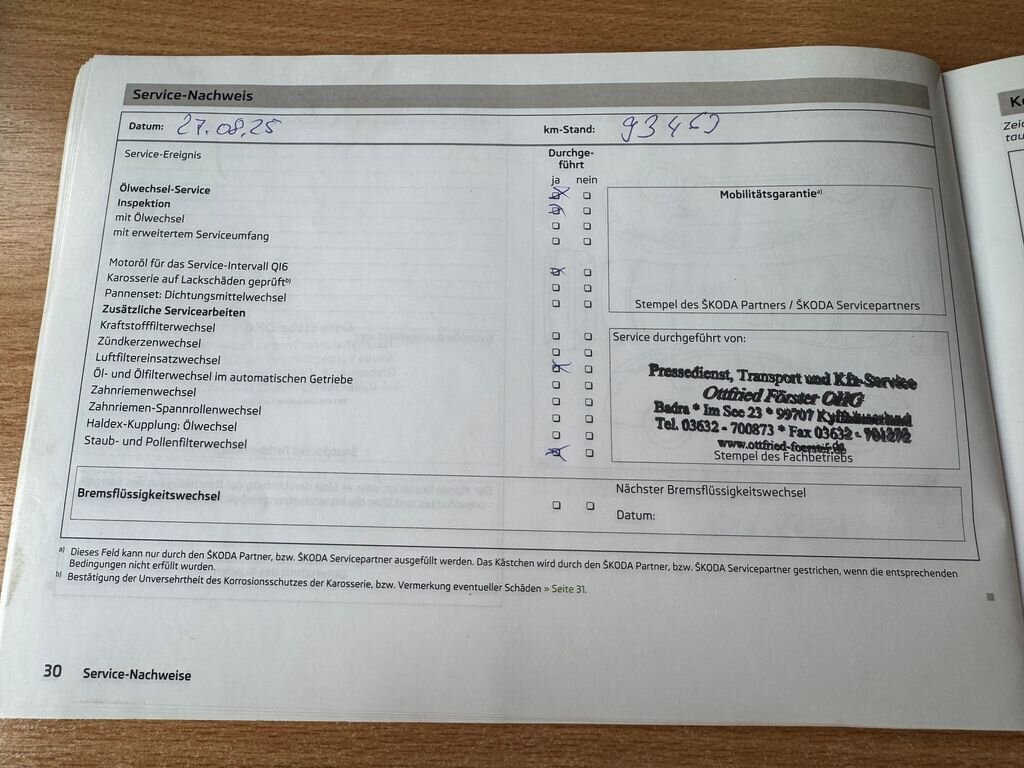 Service-Nachweis
Datum: 27.08.25 km-Stand:
Service-Ereignis
Durchge-
führt
ja nein
Ölwechsel-Service
Inspektion
mit Ölwechsel
mit erweitertem Serviceumfang
Motoröl für das Service-Intervall QI6
Karosserie auf Lackschäden geprüft b)
Pannenset: Dichtungsmittelwechsel
Zusätzliche Servicearbeiten
Kraftstofffilterwechsel
Zündkerzenwechsel
Luftfiltereinsatzwechsel
Öl- und Ölfilterwechsel im automatischen Getriebe
Zahnriemenwechsel
Zahnriemen-Spannrollenwechsel
Haldex-Kupplung: Ölwechsel
Staub- und Pollenfilterwechsel
Mobilitätsgarantie a)
Stempel des ŠKODA Partners / ŠKODA Servicepartners
Service durchgeführt von:
Pressedienst, Transport und Kfz-Service
Ottfried Förster OHG
Badra * Im See 23 * 99707 Kyffhäuserland
Tel. 03632 - 700873 * Fax 03632 -
www.ottfried-foerster.de
Stempel des Fachbetriebs
Bremsflüssigkeitswechsel
Nächster Bremsflüssigkeitswechsel
Datum:
a) Dieses Feld kann nur durch den ŠKODA Partner, bzw. ŠKODA Servicepartner ausgefüllt werden. Das Kästchen wird durch den ŠKODA Partner, bzw. ŠKODA Servicepartner gestrichen, wenn die entsprechenden
Bedingungen nicht erfüllt wurden.
b) Bestätigung der Unversehrtheit des Korrosionsschutzes der Karosserie, bzw. Vermerkung eventueller Schäden » Seite 31.
30 Service-Nachweise